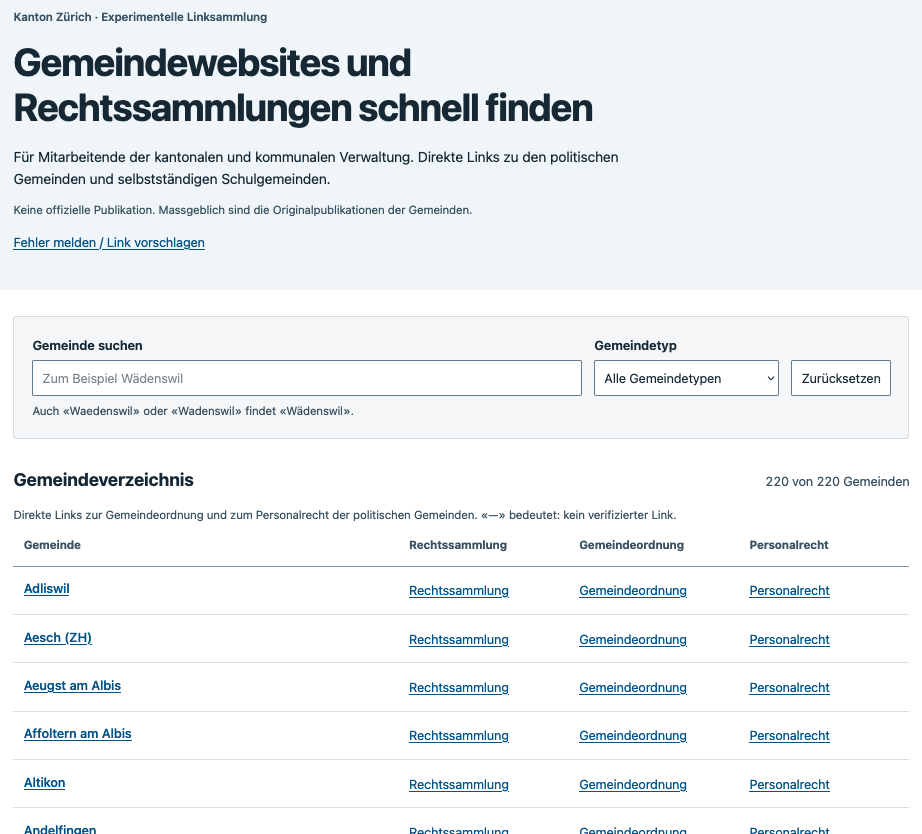 Kanton Zürich · Experimentelle Linksammlung
Gemeindewebsites und
Rechtssammlungen schnell finden
Für Mitarbeitende der kantonalen und kommunalen Verwaltung. Direkte Links zu den politischen
Gemeinden und selbstständigen Schulgemeinden.
Keine offizielle Publikation. Massgeblich sind die Originalpublikationen der Gemeinden.
Fehler melden / Link vorschlagen
Gemeinde suchen Gemeindetyp
Zum Beispiel Wädenswil Alle Gemeindetypen Zurücksetzen
Auch «Waedenswil» oder «Wadenswil» findet «Wädenswil».
Gemeindeverzeichnis 220 von 220 Gemeinden
Direkte Links zur Gemeindeordnung und zum Personalrecht der politischen Gemeinden. «—» bedeutet: kein verifizierter Link.
Gemeinde Rechtssammlung Gemeindeordnung Personalrecht
Adliswil Rechtssammlung Gemeindeordnung Personalrecht
Aesch (ZH) Rechtssammlung Gemeindeordnung Personalrecht
Aeugst am Albis Rechtssammlung Gemeindeordnung Personalrecht
Affoltern am Albis Rechtssammlung Gemeindeordnung Personalrecht
Altikon Rechtssammlung Gemeindeordnung Personalrecht
Andelfingen Rechtssammlung Gemeindeordnung Personalrecht